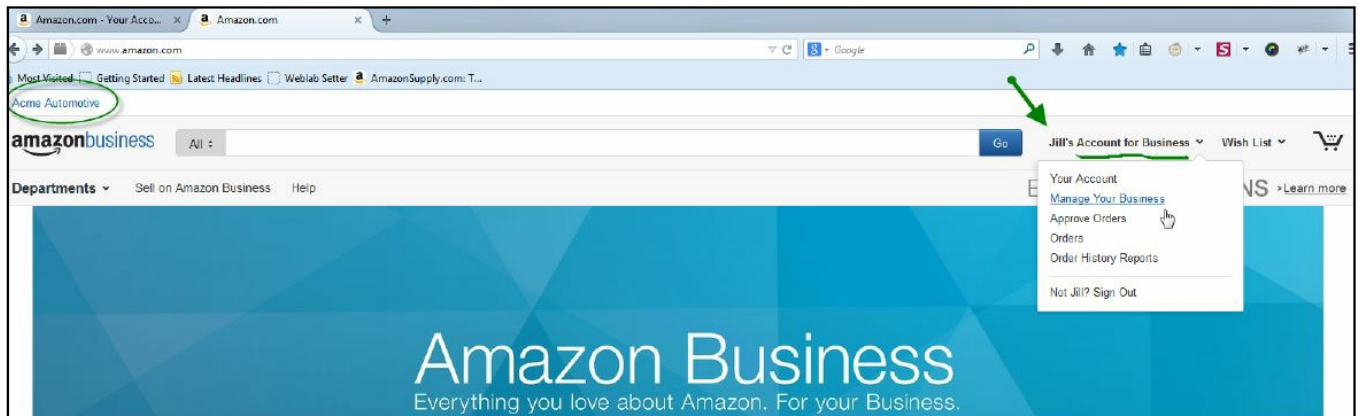 Amazon.com - Your Acco... × Amazon.com × +
www.amazon.com Google
Most Visited Getting Started Latest Headlines Weblab Setter AmazonSupply.com: T...
Acme Automotive
amazonbusiness All Go Jill's Account for Business Wish List
Departments Sell on Amazon Business Help NS >Learn more
Your Account
Manage Your Business
Approve Orders
Orders
Order History Reports
Not Jill? Sign Out
Amazon Business
Everything you love about Amazon. For your Business.